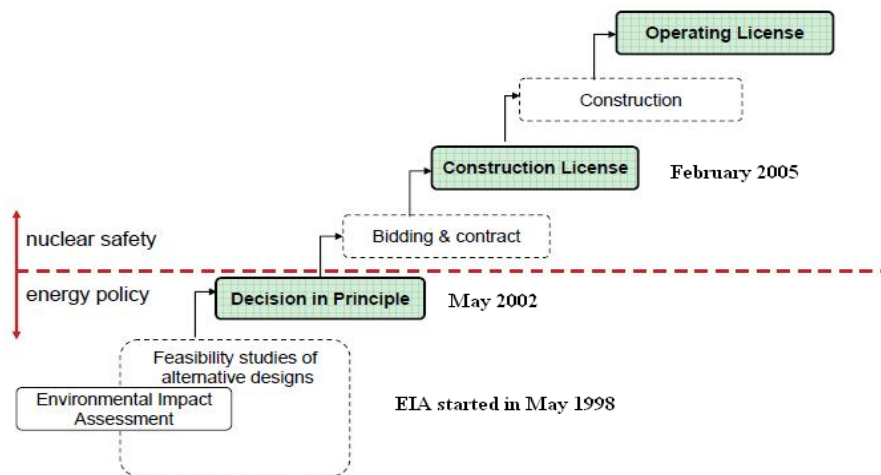 Operating License
Construction
Construction License
February 2005
nuclear safety
Bidding & contract
energy policy
Decision in Principle
May 2002
Feasibility studies of
alternative designs
Environmental Impact
Assessment
EIA started in May 1998